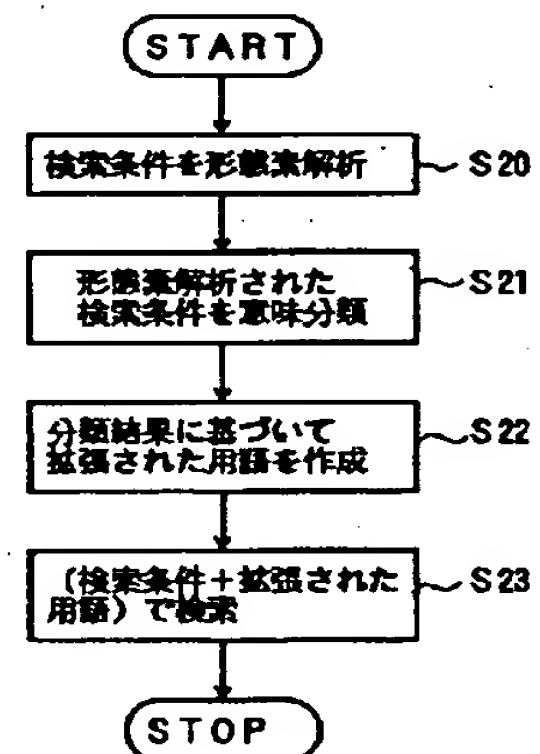 START
検索条件を形態素解析
S20
形態素解析された
検索条件を意味分類
S21
分類結果に基づいて
拡張された用語を作成
S22
(検索条件+拡張された
用語)で検索
S23
STOP